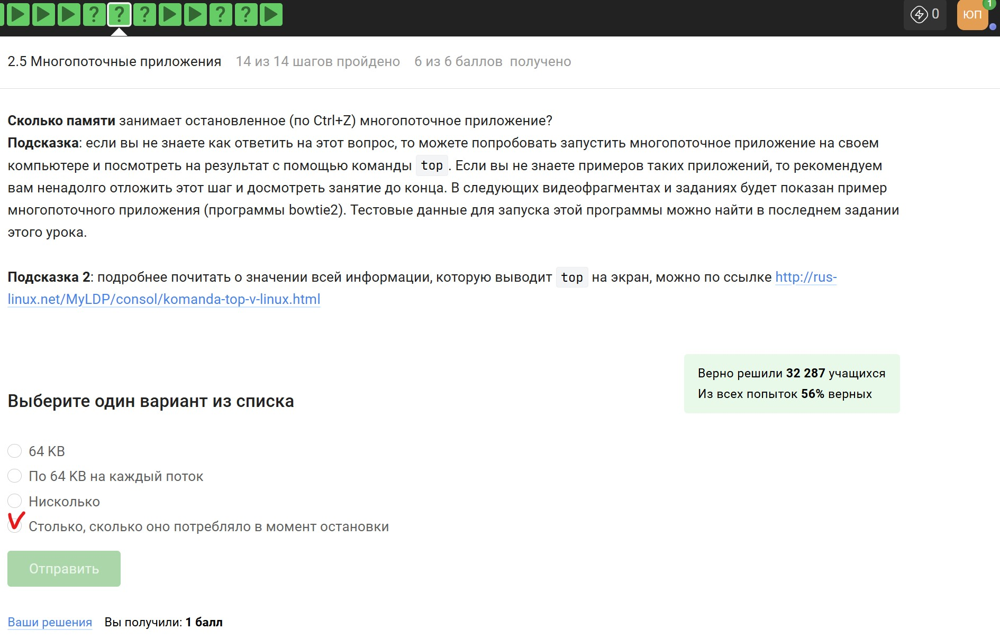 ? ? ? ? ?
0
ЮП
1
2.5 Многопоточные приложения 14 из 14 шагов пройдено 6 из 6 баллов получено
Сколько памяти занимает остановленное (по Ctrl+Z) многопоточное приложение?
Подсказка: если вы не знаете как ответить на этот вопрос, то можете попробовать запустить многопоточное приложение на своем
компьютере и посмотреть на результат с помощью команды top. Если вы не знаете примеров таких приложений, то рекомендуем
вам ненадолго отложить этот шаг и досмотреть занятие до конца. В следующих видеофрагментах и заданиях будет показан пример
многопоточного приложения (программы bowtie2). Тестовые данные для запуска этой программы можно найти в последнем задании
этого урока.
Подсказка 2: подробнее почитать о значении всей информации, которую выводит top на экран, можно по ссылке http://rus-
linux.net/MyLDP/consol/komanda-top-v-linux.html
Верно решили 32 287 учащихся
Из всех попыток 56% верных
Выберите один вариант из списка
64 KB
По 64 KB на каждый поток
Нисколько
Столько, сколько оно потребляло в момент остановки
Отправить
Ваши решения Вы получили: 1 балл